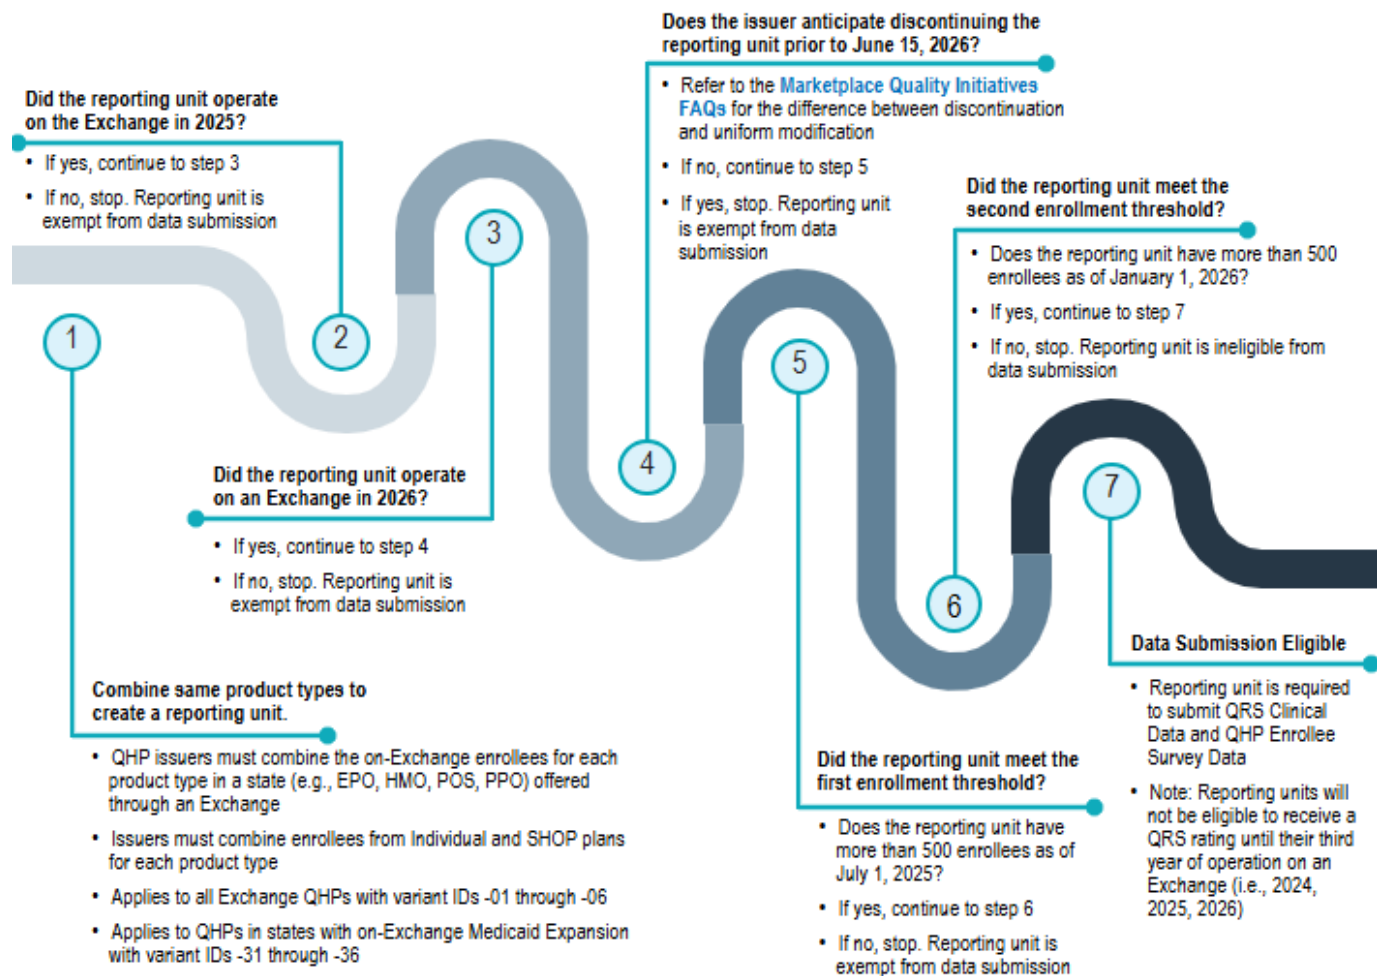 1
Combine same product types to
create a reporting unit.
• QHP issuers must combine the on-Exchange enrollees for each
product type in a state (e.g., EPO, HMO, POS, PPO) offered
through an Exchange
• Issuers must combine enrollees from Individual and SHOP plans
for each product type
• Applies to all Exchange QHPs with variant IDs -01 through -06
• Applies to QHPs in states with on-Exchange Medicaid Expansion
with variant IDs -31 through -36
2
Did the reporting unit operate
on the Exchange in 2025?
• If yes, continue to step 3
• If no, stop. Reporting unit is
exempt from data submission
3
Did the reporting unit operate
on an Exchange in 2026?
• If yes, continue to step 4
• If no, stop. Reporting unit is
exempt from data submission
4
Does the issuer anticipate discontinuing the
reporting unit prior to June 15, 2026?
• Refer to the Marketplace Quality Initiatives
FAQs for the difference between discontinuation
and uniform modification
• If no, continue to step 5
• If yes, stop. Reporting unit
is exempt from data
submission
5
Did the reporting unit meet the
first enrollment threshold?
• Does the reporting unit have
more than 500 enrollees as of
July 1, 2025?
• If yes, continue to step 6
• If no, stop. Reporting unit is
exempt from data submission
6
Did the reporting unit meet the
second enrollment threshold?
• Does the reporting unit have more than 500
enrollees as of January 1, 2026?
• If yes, continue to step 7
• If no, stop. Reporting unit is ineligible from
data submission
7
Data Submission Eligible
• Reporting unit is required
to submit QRS Clinical
Data and QHP Enrollee
Survey Data
• Note: Reporting units will
not be eligible to receive a
QRS rating until their third
year of operation on an
Exchange (i.e., 2024,
2025, 2026)